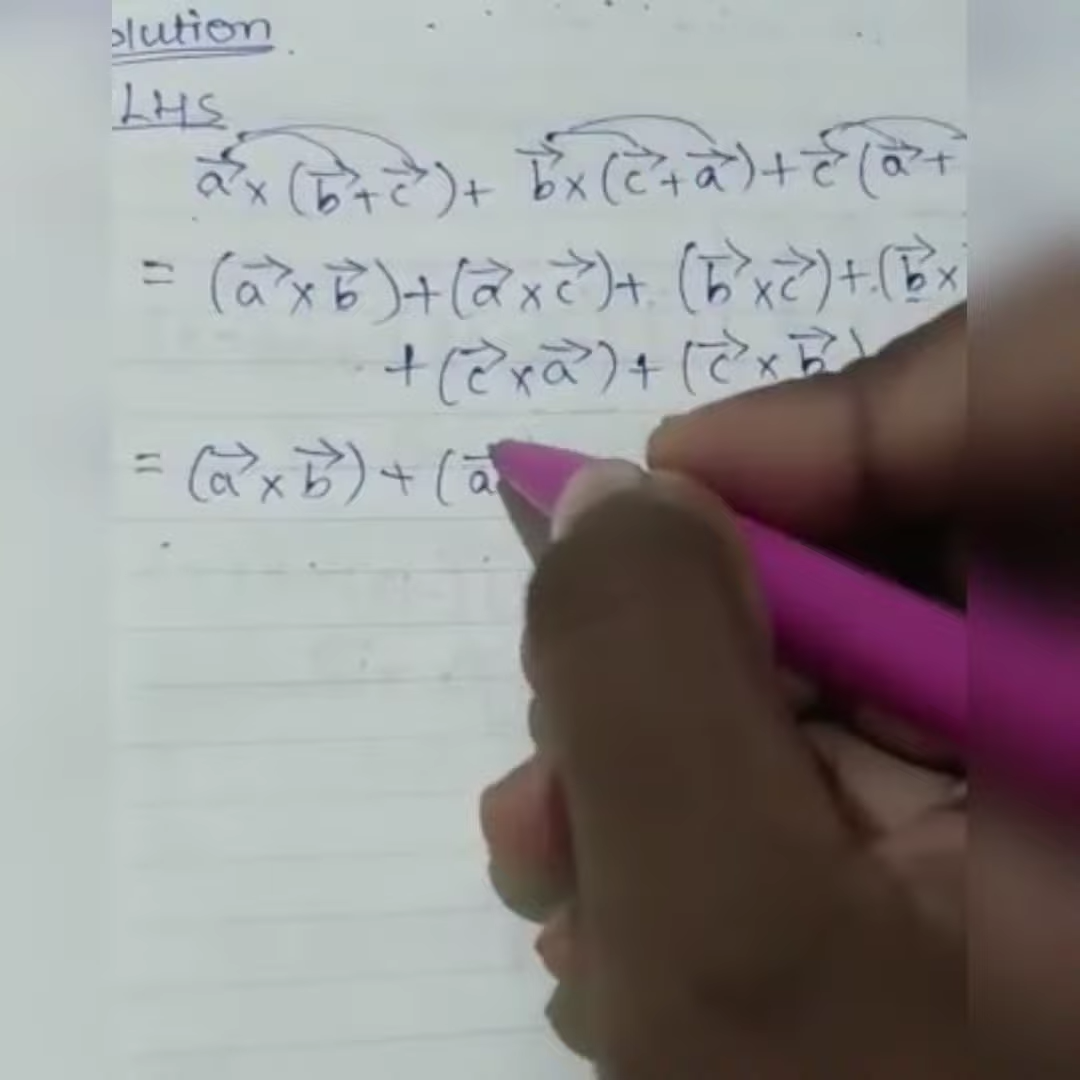 olution
LHS
a⃗ × (b⃗ + c⃗) + b⃗ × (c⃗ + a⃗) + c⃗ (a⃗ +
= (a⃗ × b⃗) + (a⃗ × c⃗) + (b⃗ × c⃗) + (b⃗ ×
+ (c⃗ × a⃗) + (c⃗ × b⃗)
= (a⃗ × b⃗) + (a